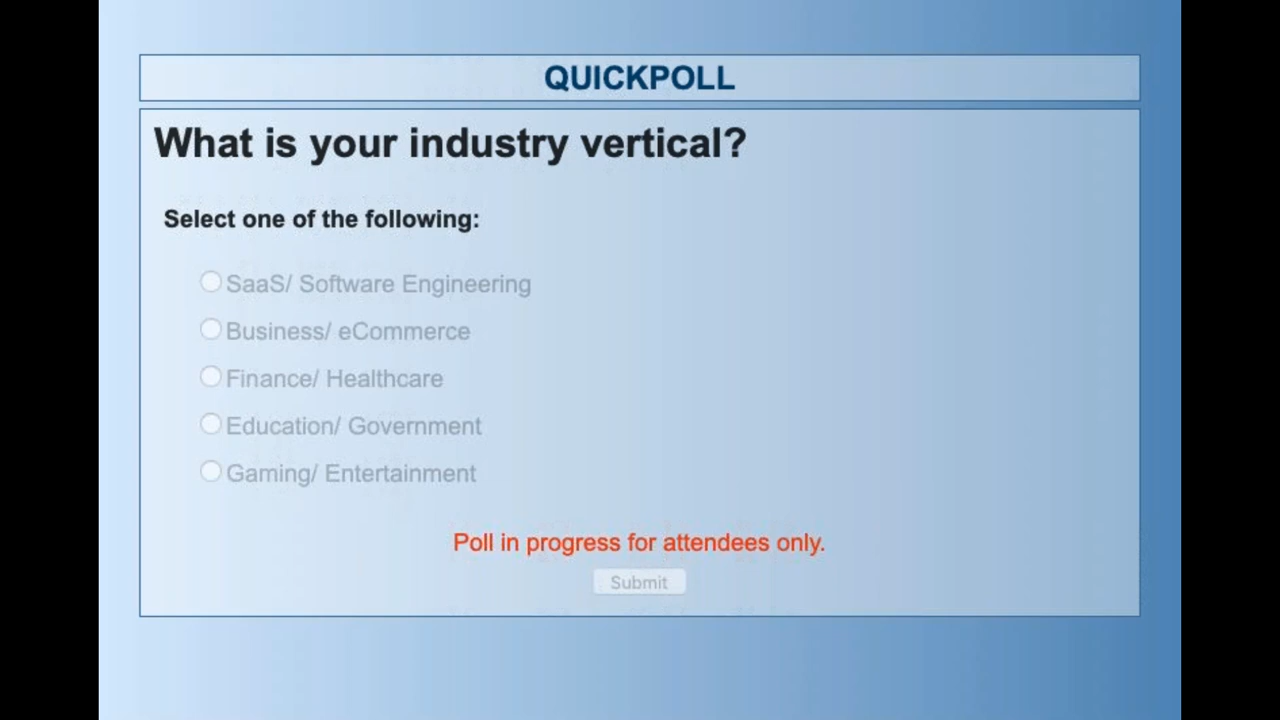 QUICKPOLL
What is your industry vertical?
Select one of the following:
SaaS/ Software Engineering
Business/ eCommerce
Finance/ Healthcare
Education/ Government
Gaming/ Entertainment
Poll in progress for attendees only.
Submit